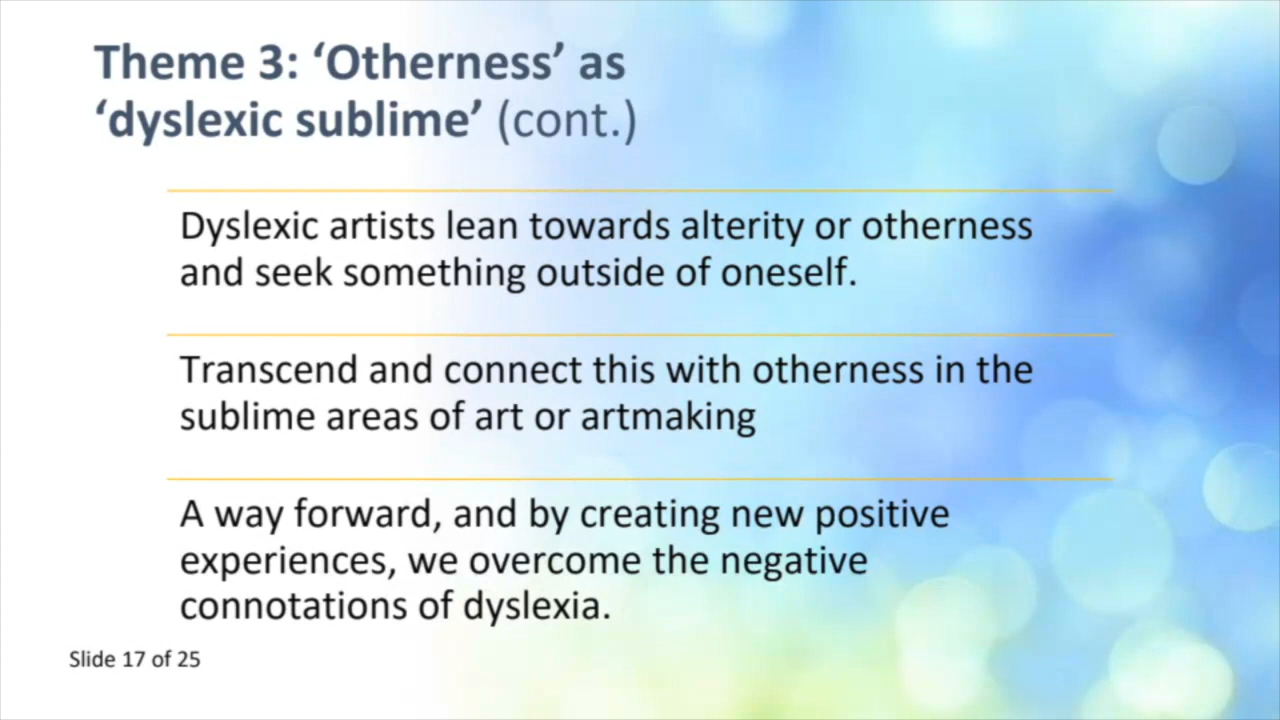 Theme 3: ‘Otherness’ as
‘dyslexic sublime’ (cont.)
Dyslexic artists lean towards alterity or otherness
and seek something outside of oneself.
Transcend and connect this with otherness in the
sublime areas of art or artmaking
A way forward, and by creating new positive
experiences, we overcome the negative
connotations of dyslexia.
Slide 17 of 25